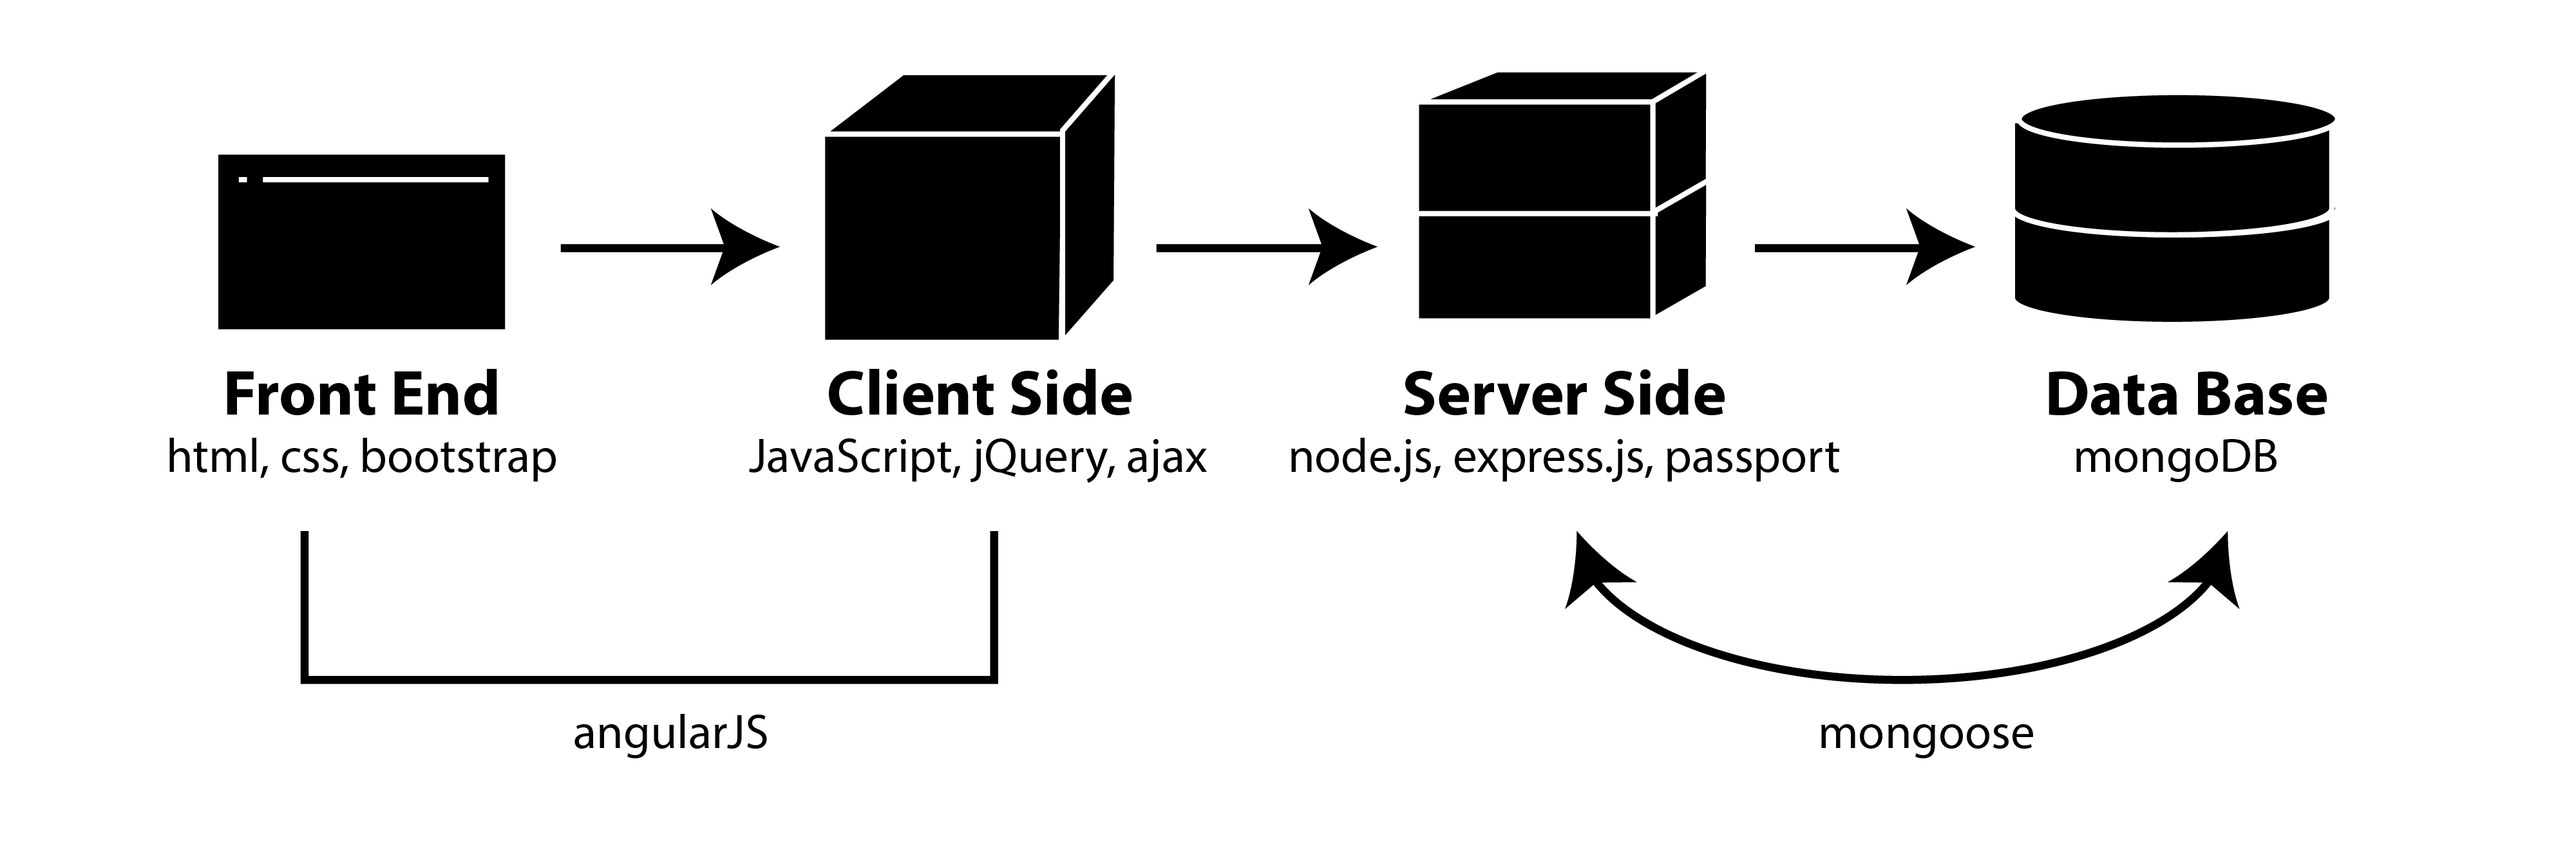 Front End
html, css, bootstrap
Client Side
JavaScript, jQuery, ajax
Server Side
node.js, express.js, passport
Data Base
mongoDB
angularJS
mongoose